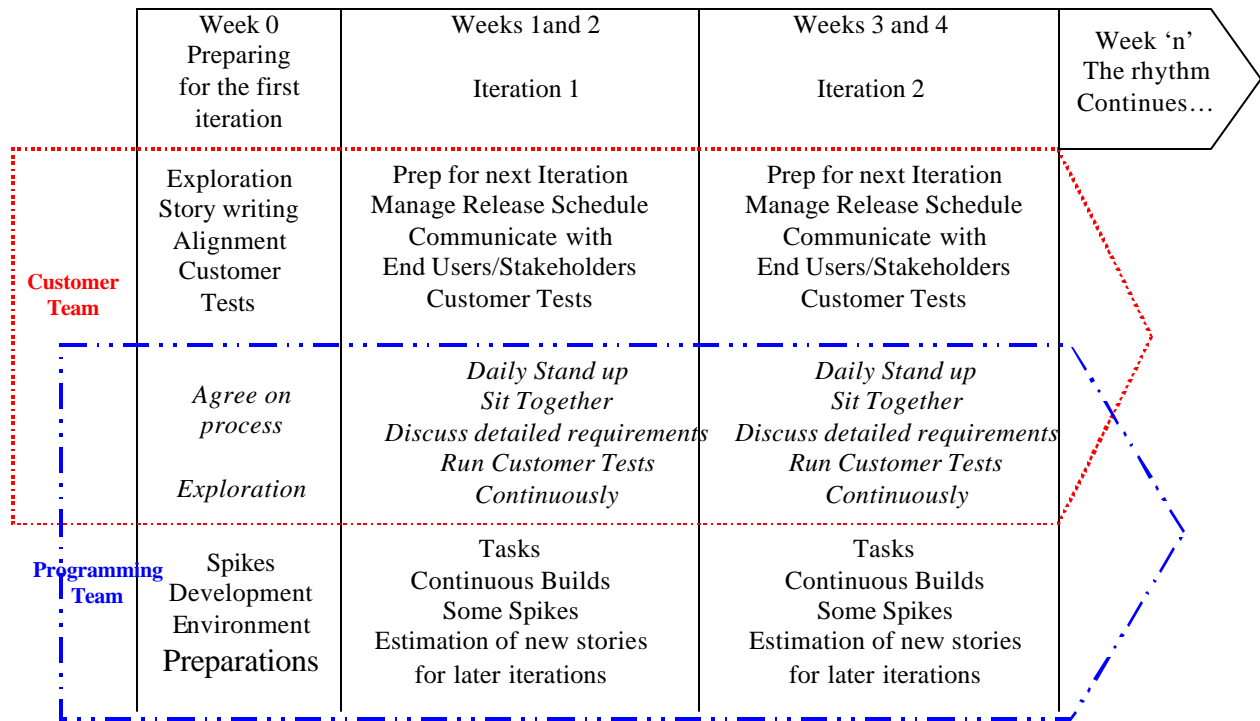 Week 0
Preparing
for the first
iteration
Weeks 1and 2
Iteration 1
Weeks 3 and 4
Iteration 2
Week ‘n’
The rhythm
Continues…
Customer
Team
Exploration
Story writing
Alignment
Customer
Tests
Prep for next Iteration
Manage Release Schedule
Communicate with
End Users/Stakeholders
Customer Tests
Prep for next Iteration
Manage Release Schedule
Communicate with
End Users/Stakeholders
Customer Tests
Agree on
process
Exploration
Daily Stand up
Sit Together
Discuss detailed requirements
Run Customer Tests
Continuously
Daily Stand up
Sit Together
Discuss detailed requirements
Run Customer Tests
Continuously
Programming
Team
Spikes
Development
Environment
Preparations
Tasks
Continuous Builds
Some Spikes
Estimation of new stories
for later iterations
Tasks
Continuous Builds
Some Spikes
Estimation of new stories
for later iterations